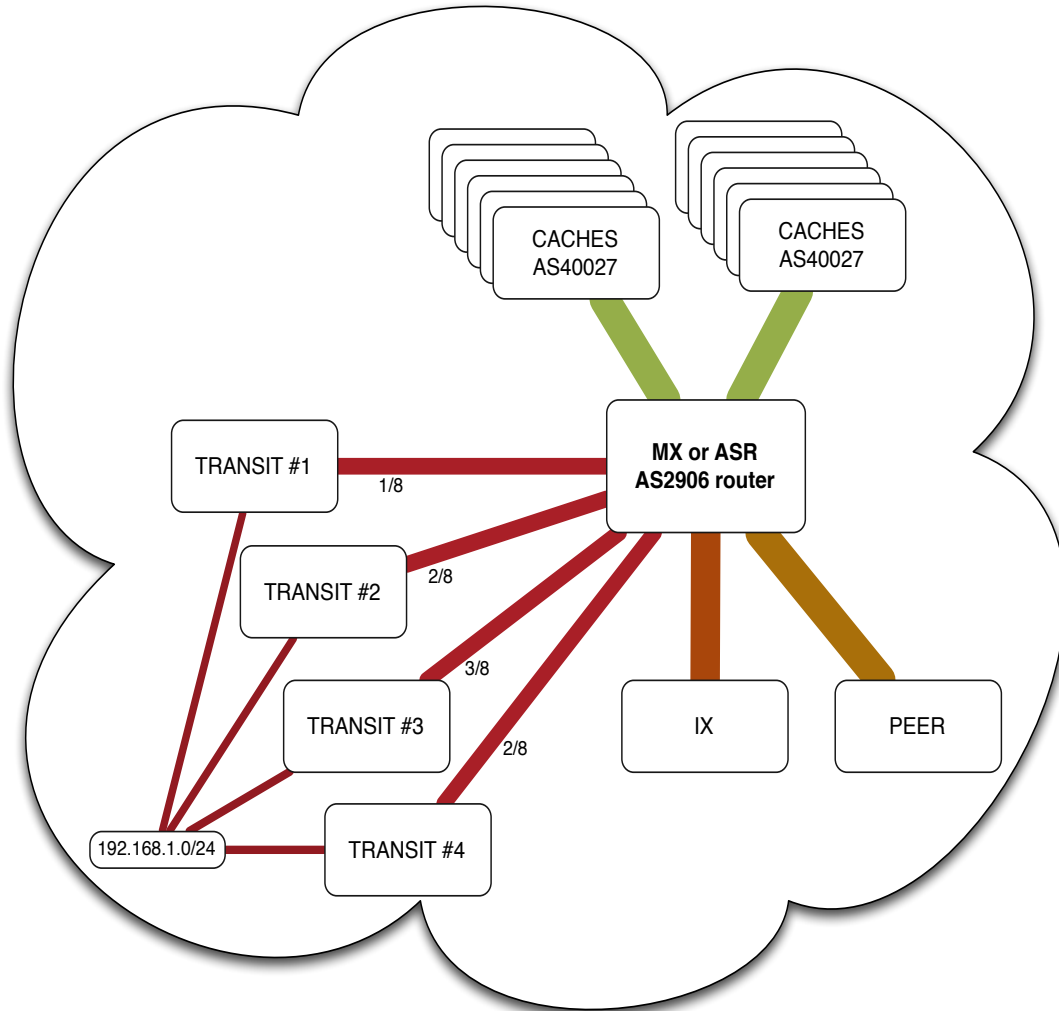 CACHES
AS40027
CACHES
AS40027
MX or ASR
AS2906 router
TRANSIT #1
1/8
TRANSIT #2
2/8
TRANSIT #3
3/8
TRANSIT #4
2/8
IX
PEER
192.168.1.0/24